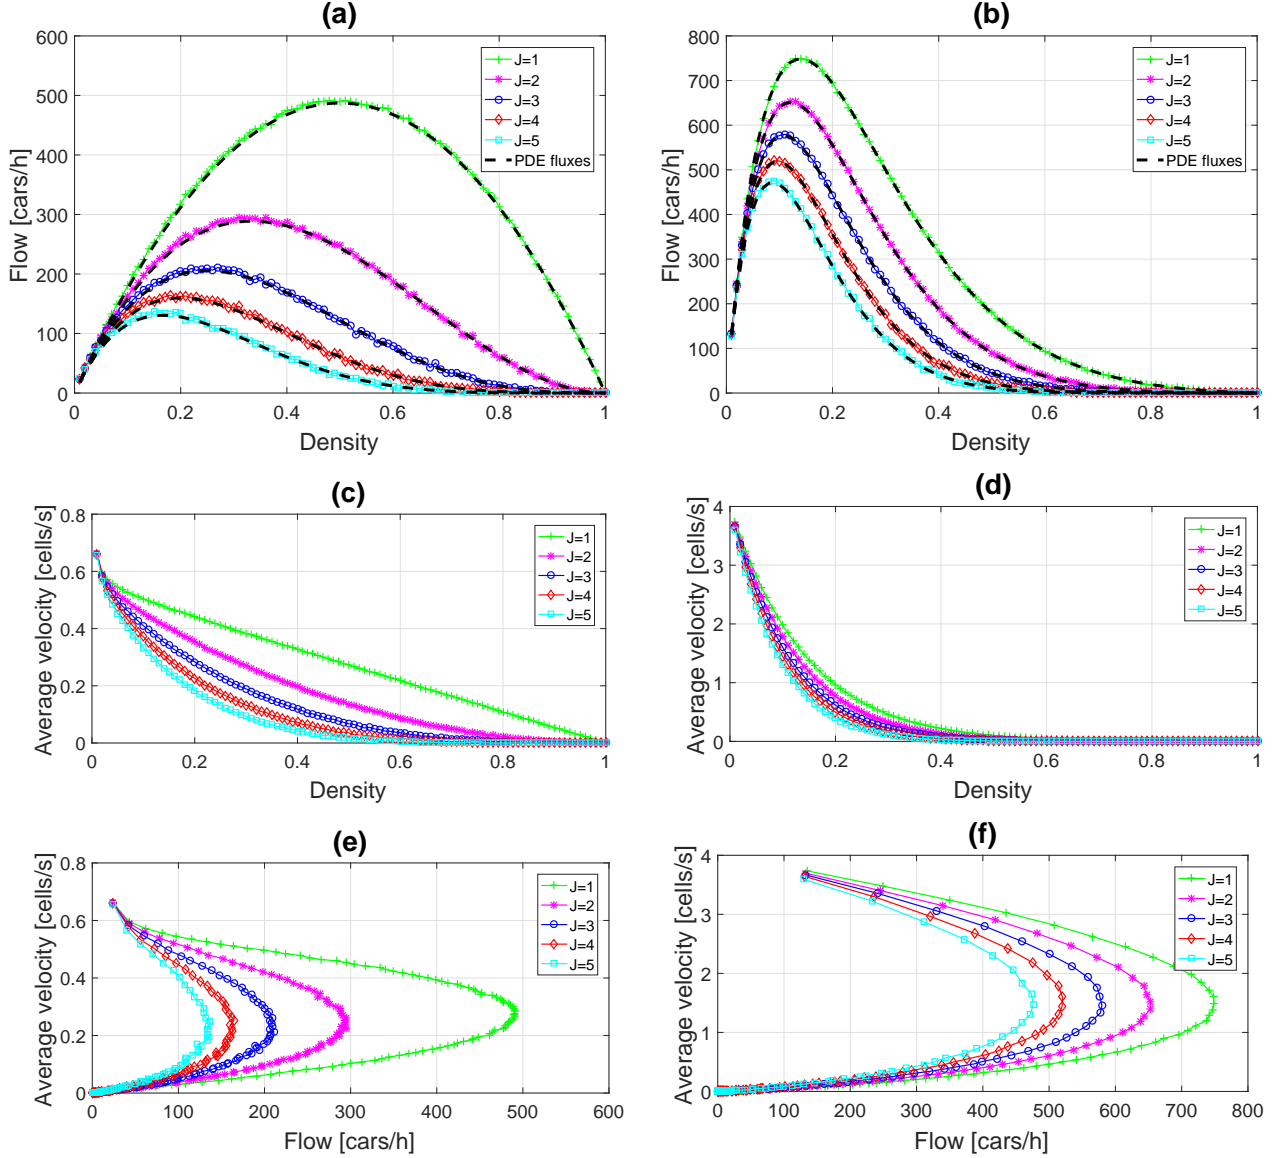 (a)
600
500
400
300
200
100
0
Flow [cars/h]
0 0.2 0.4 0.6 0.8 1
Density
J=1
J=2
J=3
J=4
J=5
PDE fluxes
(b)
800
700
600
500
400
300
200
100
0
Flow [cars/h]
0 0.2 0.4 0.6 0.8 1
Density
J=1
J=2
J=3
J=4
J=5
PDE fluxes
(c)
0.8
0.6
0.4
0.2
0
Average velocity [cells/s]
0 0.2 0.4 0.6 0.8 1
Density
J=1
J=2
J=3
J=4
J=5
(d)
4
3
2
1
0
Average velocity [cells/s]
0 0.2 0.4 0.6 0.8 1
Density
J=1
J=2
J=3
J=4
J=5
(e)
0.8
0.6
0.4
0.2
0
Average velocity [cells/s]
0 100 200 300 400 500 600
Flow [cars/h]
J=1
J=2
J=3
J=4
J=5
(f)
4
3
2
1
0
Average velocity [cells/s]
0 100 200 300 400 500 600 700 800
Flow [cars/h]
J=1
J=2
J=3
J=4
J=5